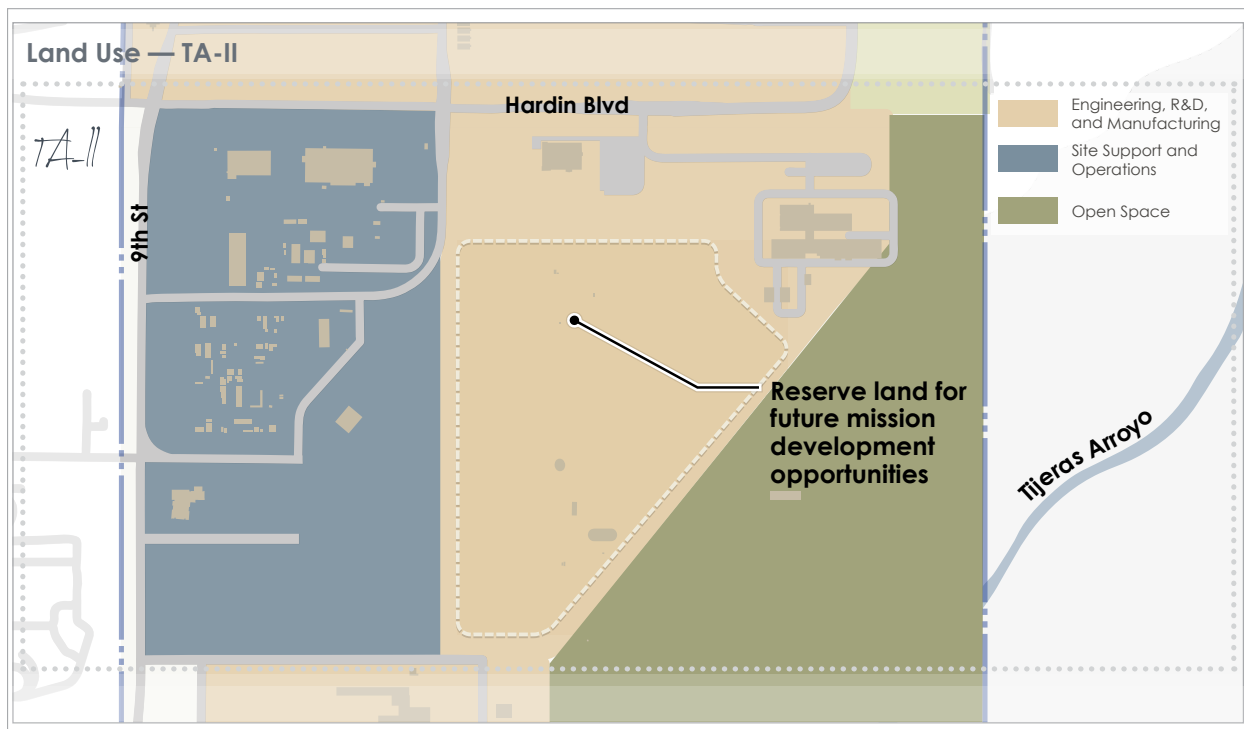 Land Use — TA-II
Hardin Blvd
TA-II
9th St
Engineering, R&D,
and Manufacturing
Site Support and
Operations
Open Space
Reserve land for
future mission
development
opportunities
Tijeras Arroyo